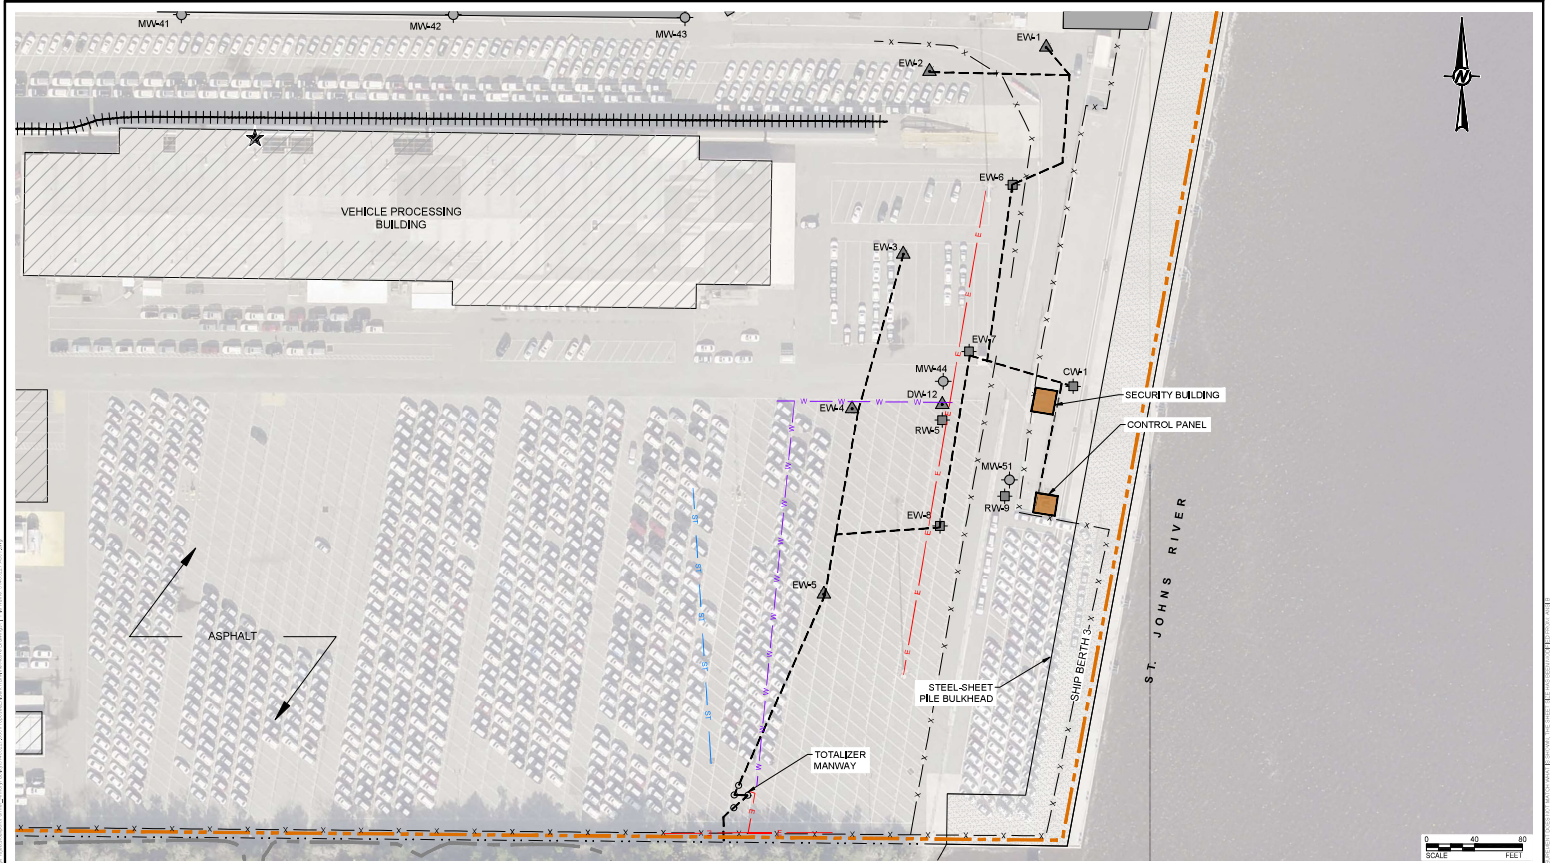 MW-41
MW-42
MW-43
EW-1
EW-2
N
EW-6
VEHICLE PROCESSING
BUILDING
EW-3
EW-7
MW-44
CW-1
DW-12
SECURITY BUILDING
EW-4
RW-5
CONTROL PANEL
MW-51
RW-9
EW-8
ST. JOHNS RIVER
EW-5
ASPHALT
SHIP BERTH 3
STEEL-SHEET
PILE BULKHEAD
TOTALIZER
MANWAY
0 40 80
SCALE FEET